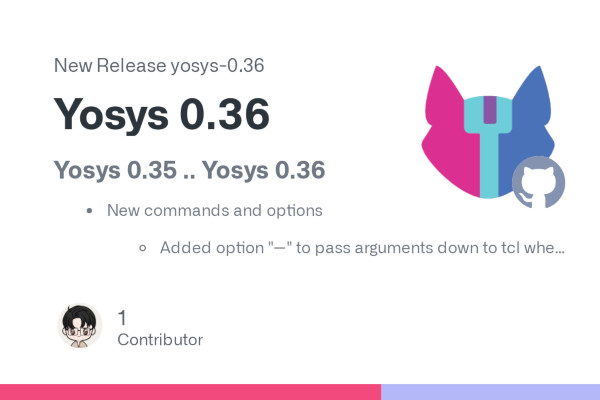 New Release yosys-0.36
Yosys 0.36
Yosys 0.35 .. Yosys 0.36
• New commands and options
◦ Added option "—" to pass arguments down to tcl whe...
1
Contributor